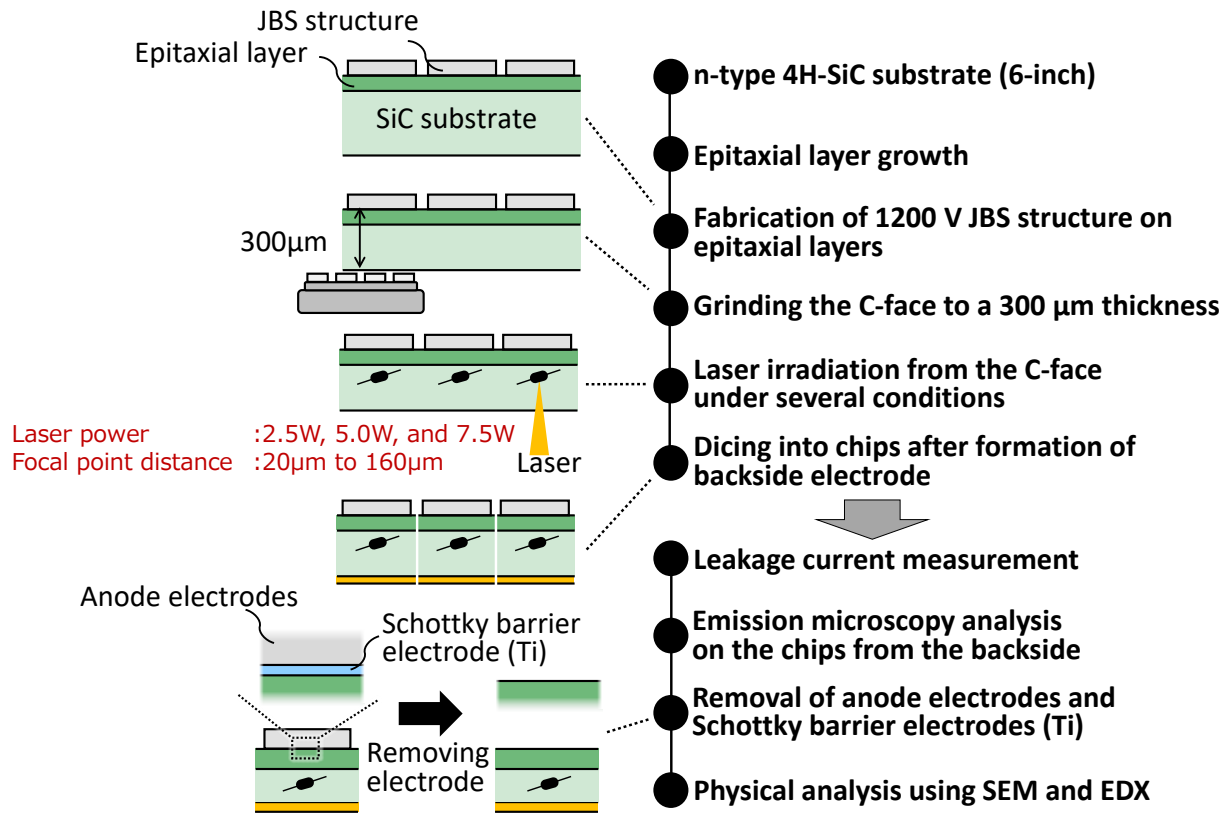 JBS structure
Epitaxial layer
SiC substrate
300μm
Laser power :2.5W, 5.0W, and 7.5W
Focal point distance :20μm to 160μm
Laser
Anode electrodes
Schottky barrier
electrode (Ti)
Removing
electrode
n-type 4H-SiC substrate (6-inch)
Epitaxial layer growth
Fabrication of 1200 V JBS structure on
epitaxial layers
Grinding the C-face to a 300 μm thickness
Laser irradiation from the C-face
under several conditions
Dicing into chips after formation of
backside electrode
Leakage current measurement
Emission microscopy analysis
on the chips from the backside
Removal of anode electrodes and
Schottky barrier electrodes (Ti)
Physical analysis using SEM and EDX